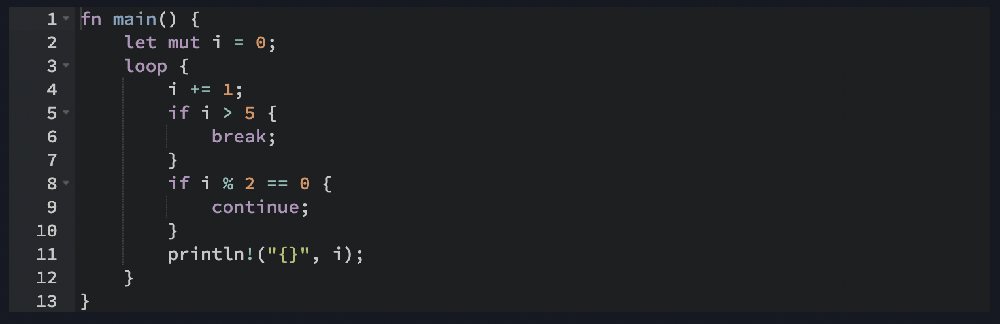 1 fn main() {
2     let mut i = 0;
3     loop {
4         i += 1;
5         if i > 5 {
6             break;
7         }
8         if i % 2 == 0 {
9             continue;
10         }
11         println!("{}", i);
12     }
13 }